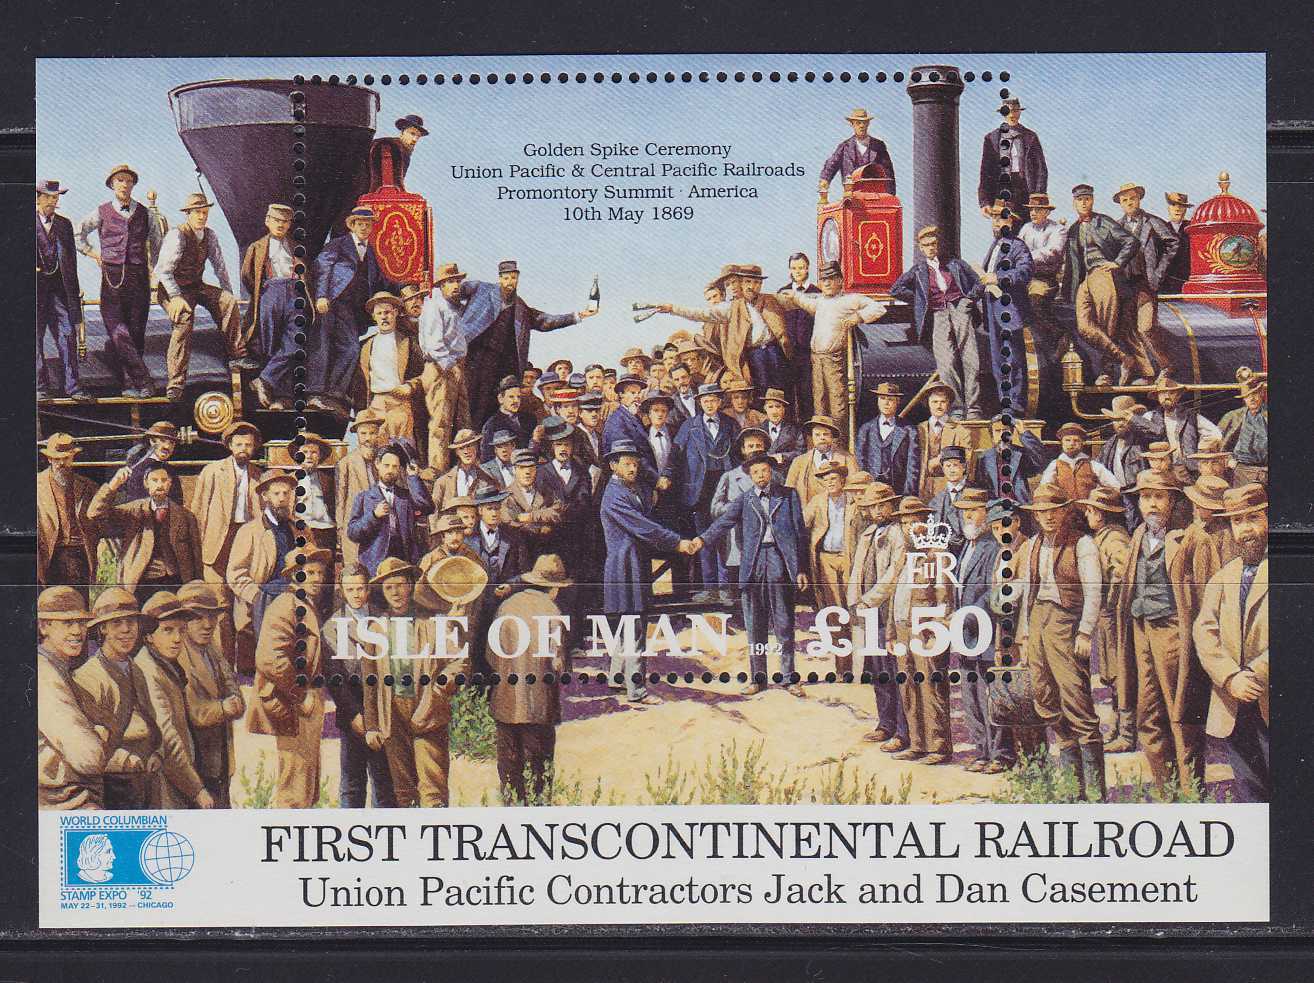 Golden Spike Ceremony
Union Pacific & Central Pacific Railroads
Promontory Summit · America
10th May 1869
EIIR
ISLE OF MAN 1992 £1.50
WORLD COLUMBIAN
STAMP EXPO '92
MAY 22-31, 1992 — CHICAGO
FIRST TRANSCONTINENTAL RAILROAD
Union Pacific Contractors Jack and Dan Casement